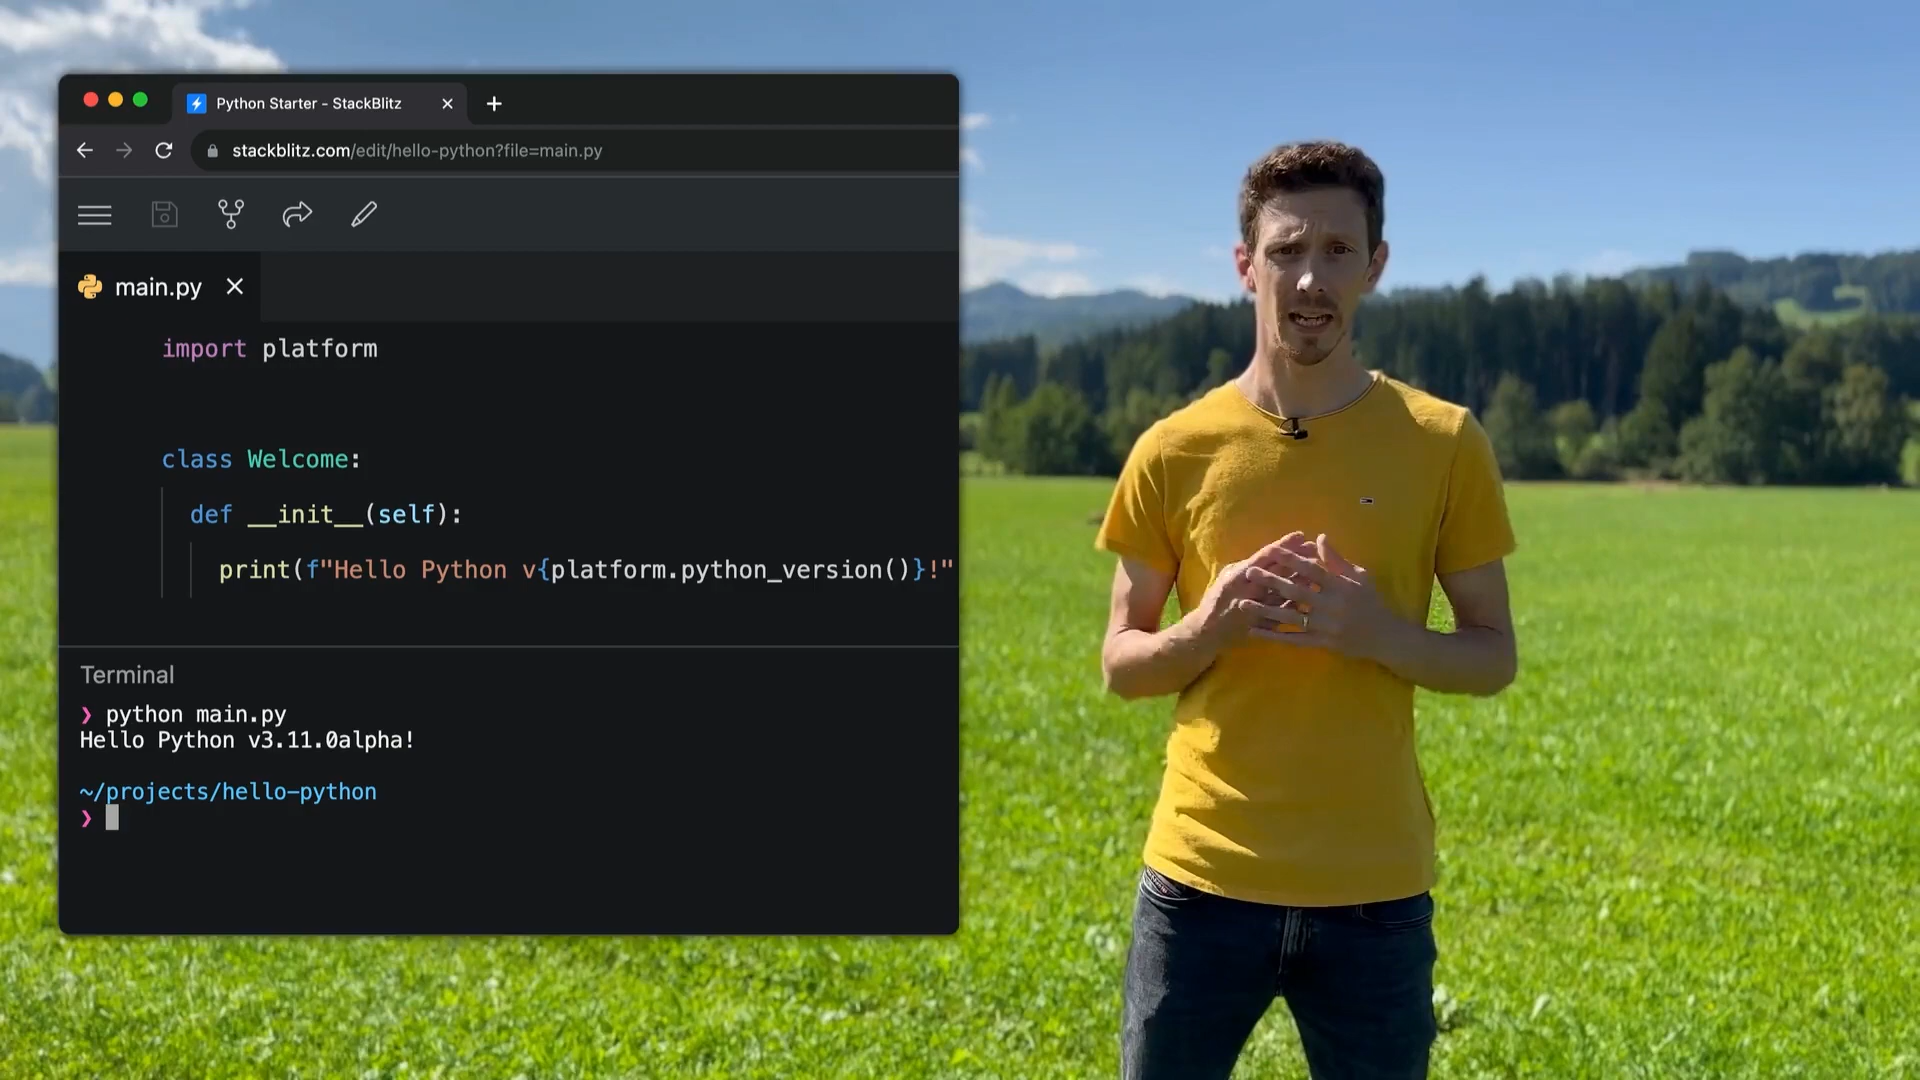 Python Starter - StackBlitz
stackblitz.com/edit/hello-python?file=main.py
main.py
import platform
class Welcome:
def __init__(self):
print(f"Hello Python v{platform.python_version()}!"
Terminal
❯ python main.py
Hello Python v3.11.0alpha!
~/projects/hello-python
❯